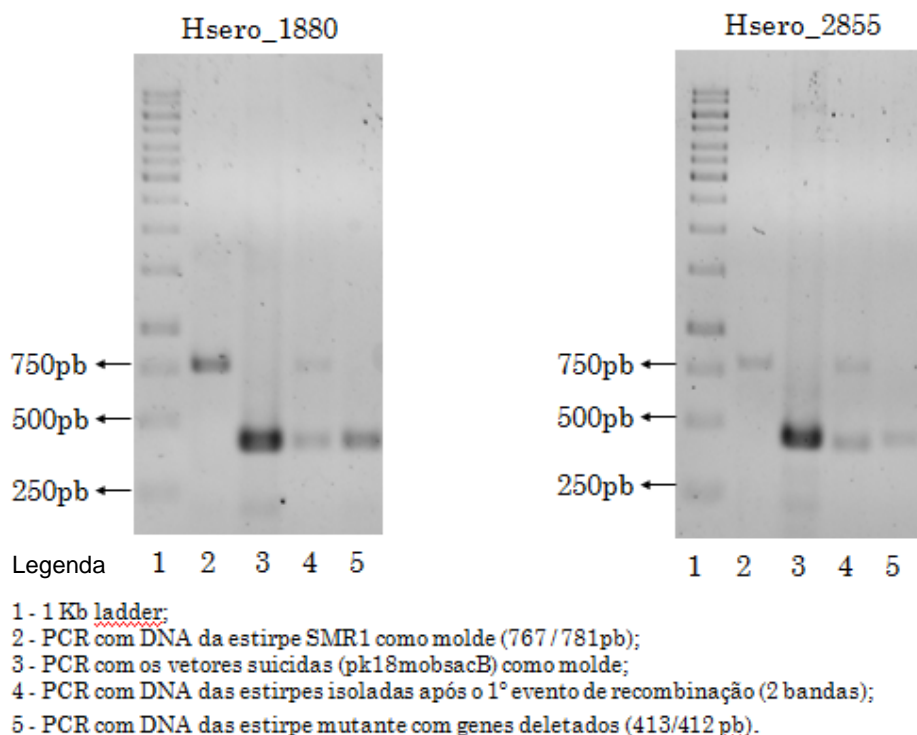 Hsero_1880
Hsero_2855
750pb
500pb
250pb
750pb
500pb
250pb
Legenda 1 2 3 4 5
1 2 3 4 5
1 - 1 Kb ladder;
2 - PCR com DNA da estirpe SMR1 como molde (767/781pb);
3 - PCR com os vetores suicidas (pk18mobsacB) como molde;
4 - PCR com DNA das estirpes isoladas após o 1° evento de recombinação (2 bandas);
5 - PCR com DNA da estirpe mutante com genes deletados (413/412 pb).